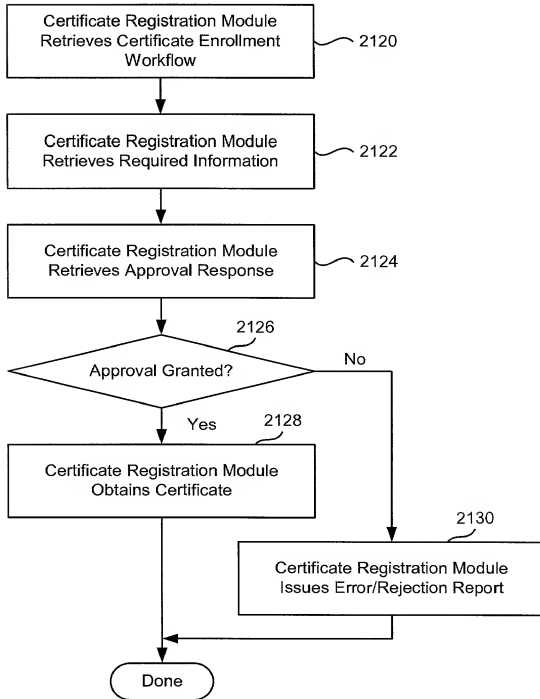 Certificate Registration Module
Retrieves Certificate Enrollment
Workflow
2120
Certificate Registration Module
Retrieves Required Information
2122
Certificate Registration Module
Retrieves Approval Response
2124
2126
Approval Granted?
No
Yes
2128
Certificate Registration Module
Obtains Certificate
2130
Certificate Registration Module
Issues Error/Rejection Report
Done